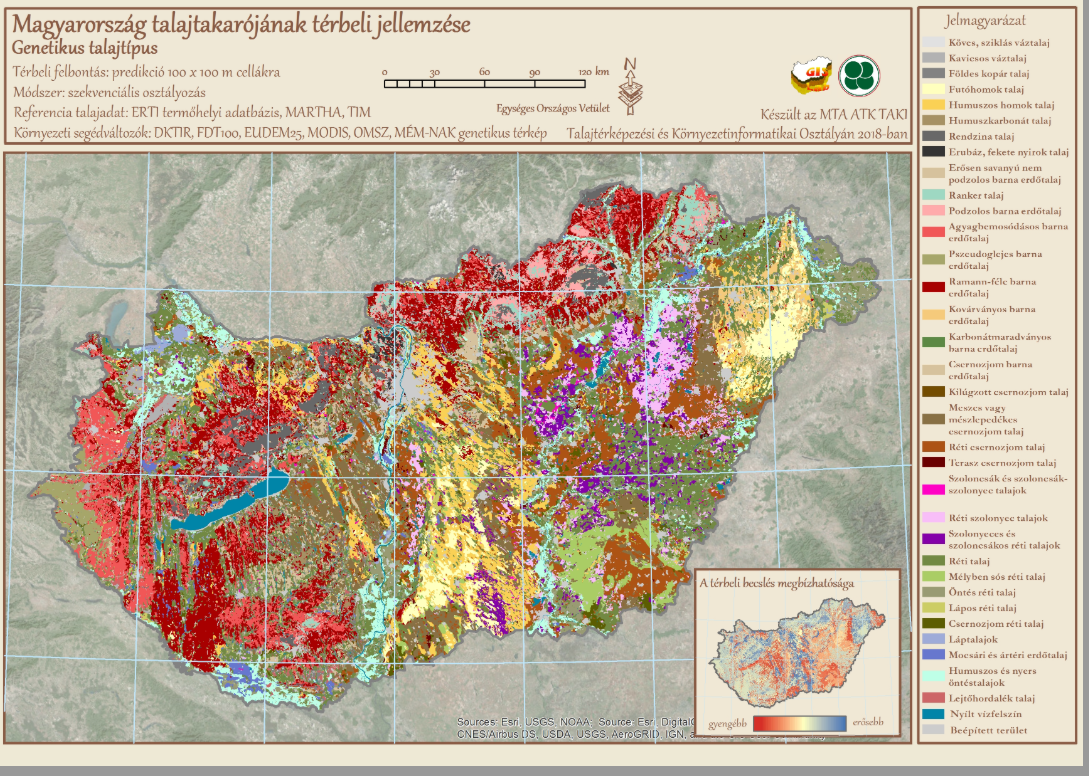 Magyarország talajtakarójának térbeli jellemzése
Genetikus talajtípus
Térbeli felbontás: predikció 100 x 100 m cellákra
Módszer: szekvenciális osztályozás
Referencia talajadat: ERTI termőhelyi adatbázis, MARTHA, TIM
Környezeti segédváltozók: DKTIR, FDT100, EUDEM25, MODIS, OMSZ, MÉM-NAK genetikus térkép
0 30 60 90 120 km
N
Egységes Országos Vetület
Készült az MTA ATK TAKI
Talajtérképezési és Környezetinformatikai Osztályán 2018-ban
Jelmagyarázat
Köves, sziklás váztalaj
Kavicsos váztalaj
Földes kopár talaj
Futóhomok talaj
Humuszos homok talaj
Humuszkarbonát talaj
Rendzina talaj
Erubáz, fekete nyirok talaj
Erősen savanyú nem
podzolos barna erdőtalaj
Ranker talaj
Podzolos barna erdőtalaj
Agyagbemosódásos barna
erdőtalaj
Pszeudoglejes barna
erdőtalaj
Ramann-féle barna
erdőtalaj
Kovárványos barna
erdőtalaj
Karbonátmaradványos
barna erdőtalaj
Csernozjom barna
erdőtalaj
Kilúgzott csernozjom talaj
Meszes vagy
mészlepedékes
csernozjom talaj
Réti csernozjom talaj
Terasz csernozjom talaj
Szoloncsák és szoloncsák-
szolonyec talajok
Réti szolonyec talajok
Szolonyeces és
szoloncsákos réti talajok
Réti talaj
Mélyben sós réti talaj
Öntés réti talaj
Lápos réti talaj
Csernozjom réti talaj
Láptalajok
Mocsári és ártéri erdőtalaj
Humuszos és nyers
öntéstalajok
Lejtőhordalék talaj
Nyílt vízfelszín
Beépített terület
A térbeli becslés megbízhatósága
gyengébb
erősebb
Sources: Esri, USGS, NOAA, Source: Esri, DigitalG
CNES/Airbus DS, USDA, USGS, AeroGRID, IGN, a